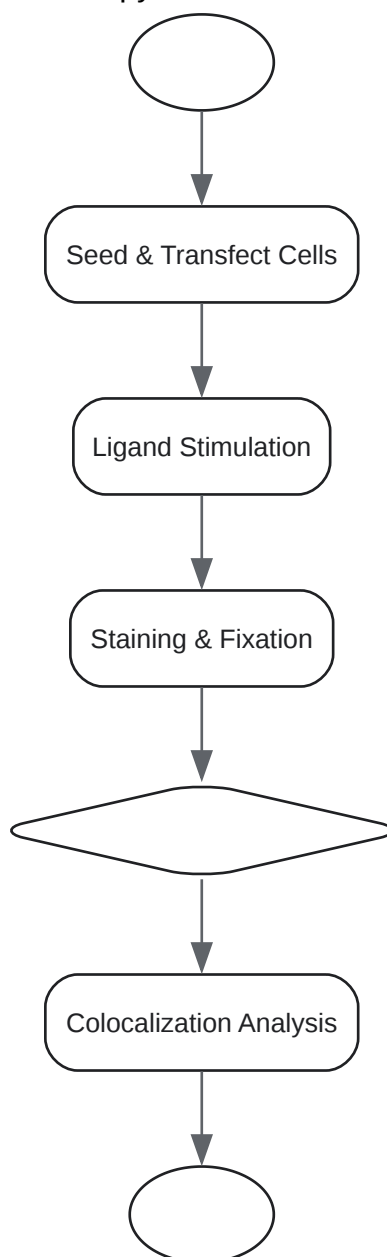 Seed & Transfect Cells
Ligand Stimulation
Staining & Fixation
Colocalization Analysis